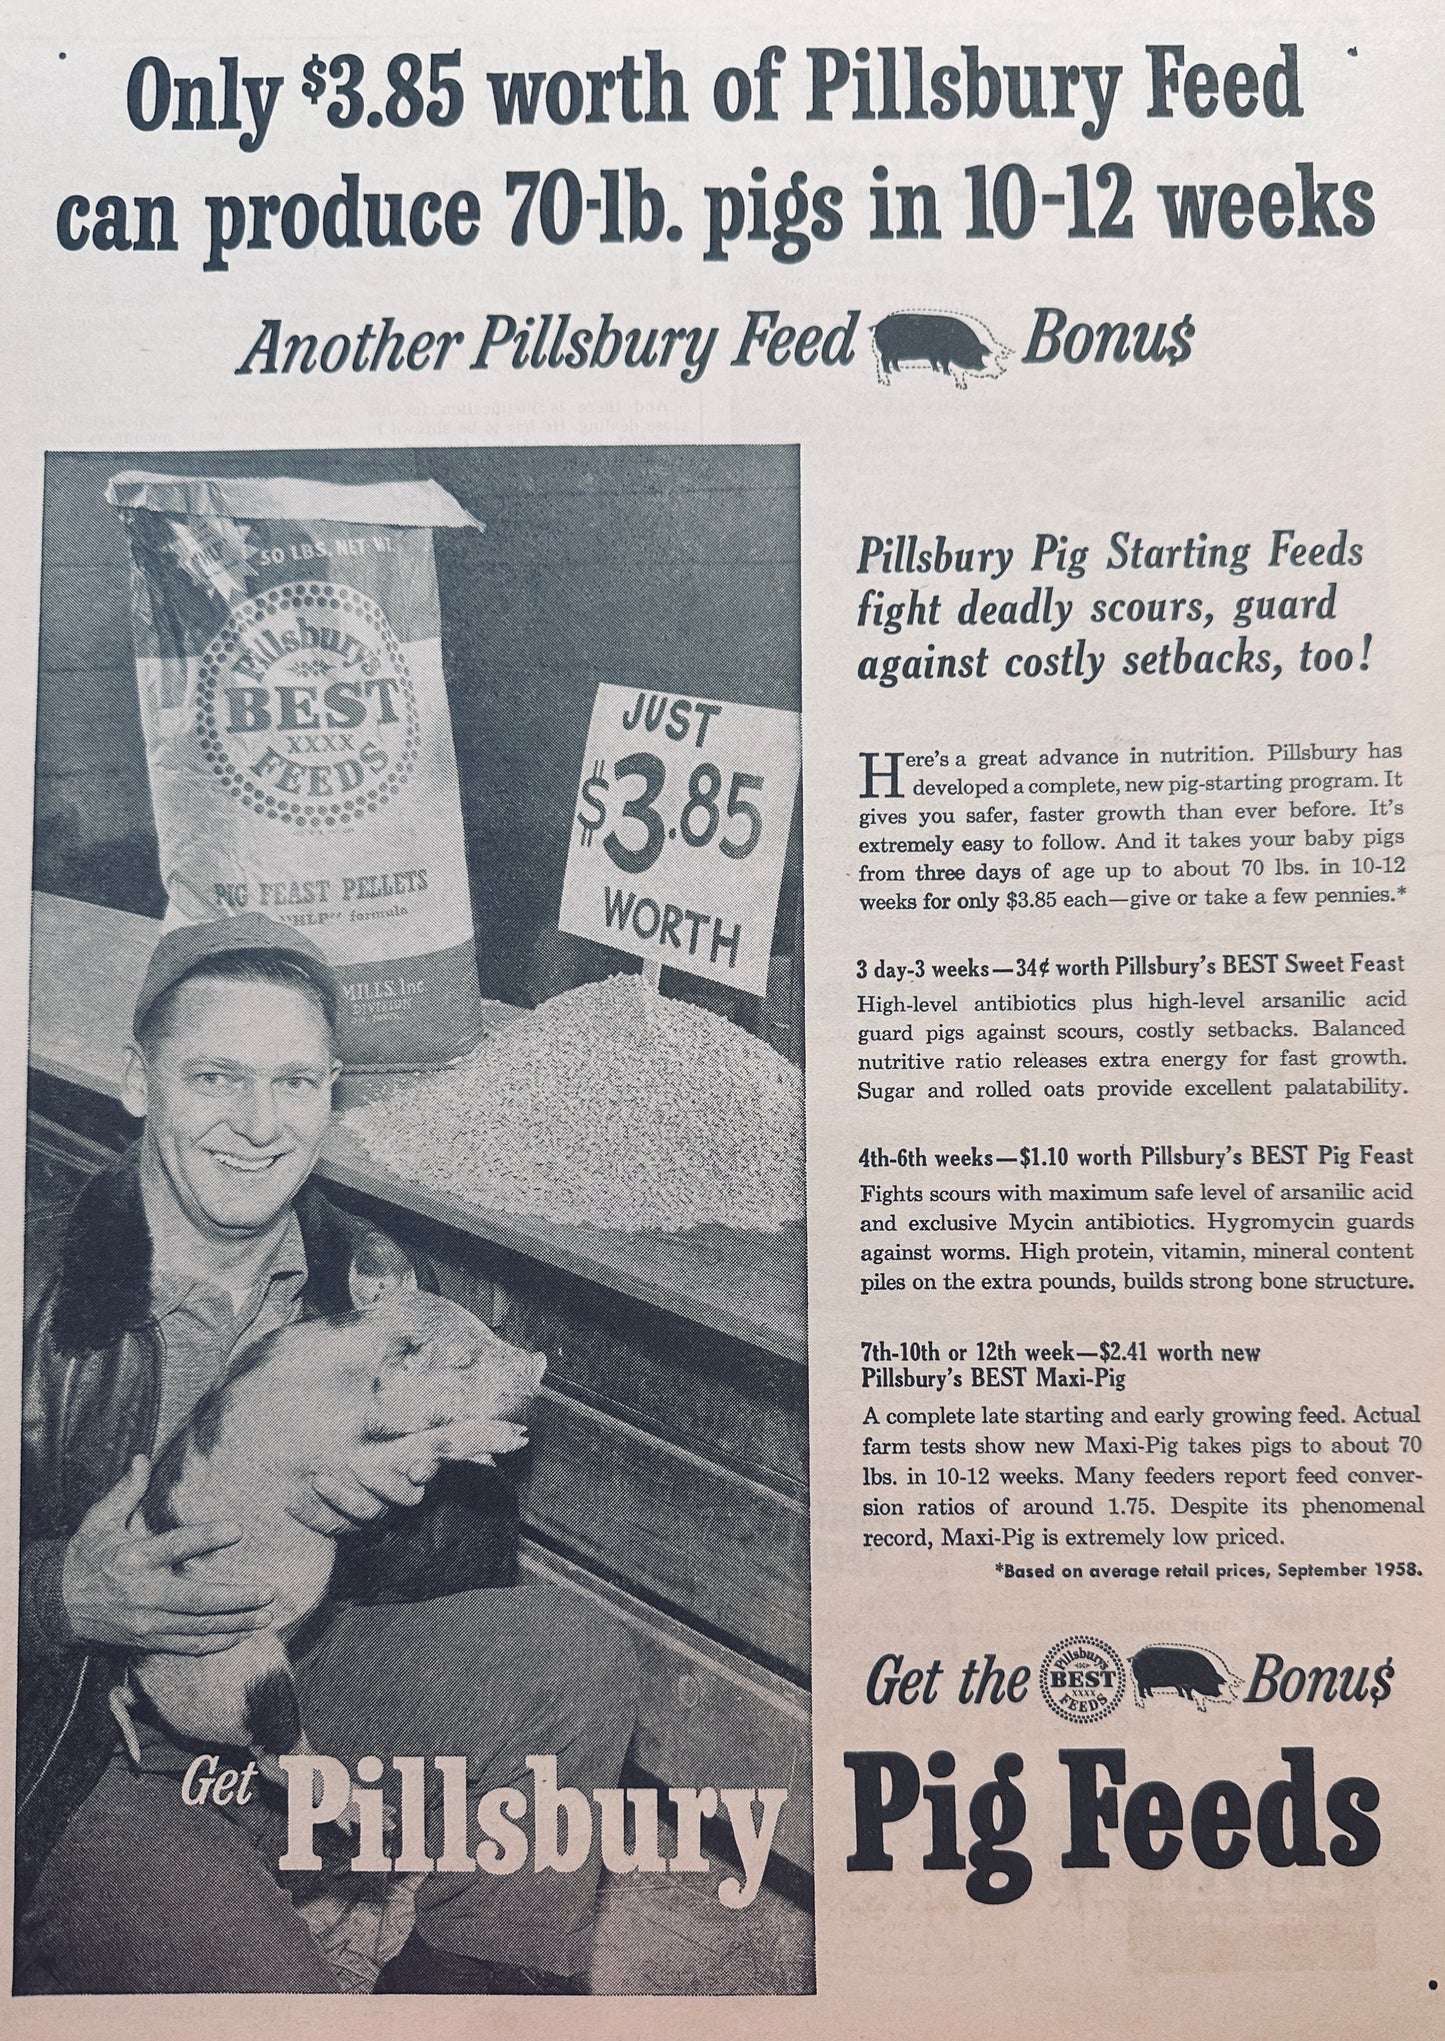 Only $3.85 worth of Pillsbury Feed
can produce 70-lb. pigs in 10-12 weeks
Another Pillsbury Feed Bonu$
50 LBS. NET WT.
Pillsbury's
BEST
XXXX
FEEDS
PIG FEAST PELLETS
"HLP" formula
MILLS, Inc
JUST
$3.85
WORTH
Pillsbury Pig Starting Feeds
fight deadly scours, guard
against costly setbacks, too!
Here's a great advance in nutrition. Pillsbury has
developed a complete, new pig-starting program. It
gives you safer, faster growth than ever before. It's
extremely easy to follow. And it takes your baby pigs
from three days of age up to about 70 lbs. in 10-12
weeks for only $3.85 each—give or take a few pennies.*
3 day-3 weeks—34¢ worth Pillsbury's BEST Sweet Feast
High-level antibiotics plus high-level arsanilic acid
guard pigs against scours, costly setbacks. Balanced
nutritive ratio releases extra energy for fast growth.
Sugar and rolled oats provide excellent palatability.
4th-6th weeks—$1.10 worth Pillsbury's BEST Pig Feast
Fights scours with maximum safe level of arsanilic acid
and exclusive Mycin antibiotics. Hygromycin guards
against worms. High protein, vitamin, mineral content
piles on the extra pounds, builds strong bone structure.
7th-10th or 12th week—$2.41 worth new
Pillsbury's BEST Maxi-Pig
A complete late starting and early growing feed. Actual
farm tests show new Maxi-Pig takes pigs to about 70
lbs. in 10-12 weeks. Many feeders report feed conver-
sion ratios of around 1.75. Despite its phenomenal
record, Maxi-Pig is extremely low priced.
*Based on average retail prices, September 1958.
Get the Pillsbury's BEST XXXX FEEDS Bonu$
Get Pillsbury Pig Feeds